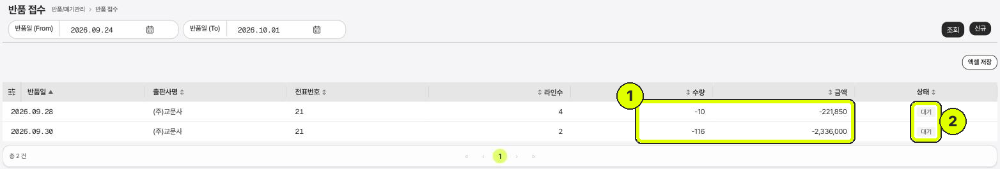 반품 접수 반품/폐기관리 > 반품 접수
반품일 (From) 2026.09.24 반품일 (To) 2026.10.01 조회 신규
엑셀 저장
반품일 ▲ 출판사명 ↕ 전표번호 ↕ ↕ 라인수 ↕ 수량 ↕ 금액 상태 ↕
1
2026.09.28 (주)교문사 21 4 -10 -221,850 대기
2
2026.09.30 (주)교문사 21 2 -116 -2,336,000 대기
총 2 건 « ‹ 1 › »